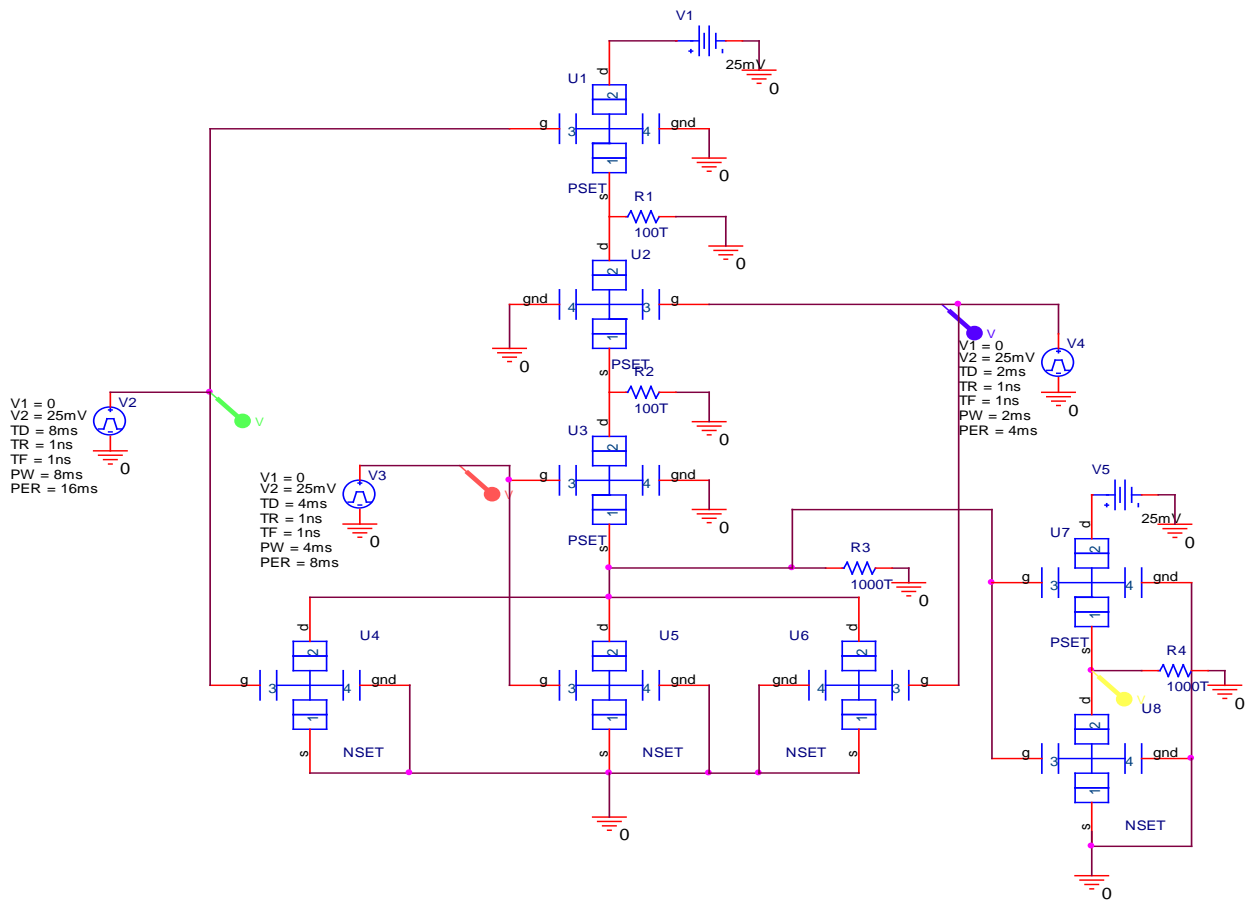 V1
25mV
0
d
U1
2
g
3
4
gnd
0
1
PSET
s
R1
100T
0
d
U2
2
gnd
4
3
g
0
1
PSET
s
R2
100T
0
V
V1 = 0
V2 = 25mV
TD = 2ms
TR = 1ns
TF = 1ns
PW = 2ms
PER = 4ms
V4
0
V1 = 0
V2 = 25mV
TD = 8ms
TR = 1ns
TF = 1ns
PW = 8ms
PER = 16ms
V2
0
V
d
U3
2
g
3
4
gnd
0
1
PSET
s
V1 = 0
V2 = 25mV
TD = 4ms
TR = 1ns
TF = 1ns
PW = 4ms
PER = 8ms
V3
0
V
R3
1000T
0
V5
25mV
0
d
U7
2
g
3
4
gnd
1
PSET
s
R4
1000T
0
V
d
U8
2
g
3
4
gnd
1
NSET
s
0
d
U4
2
g
3
4
gnd
1
NSET
s
d
U5
2
g
3
4
gnd
1
NSET
s
d
U6
2
gnd
4
3
g
1
NSET
s
0